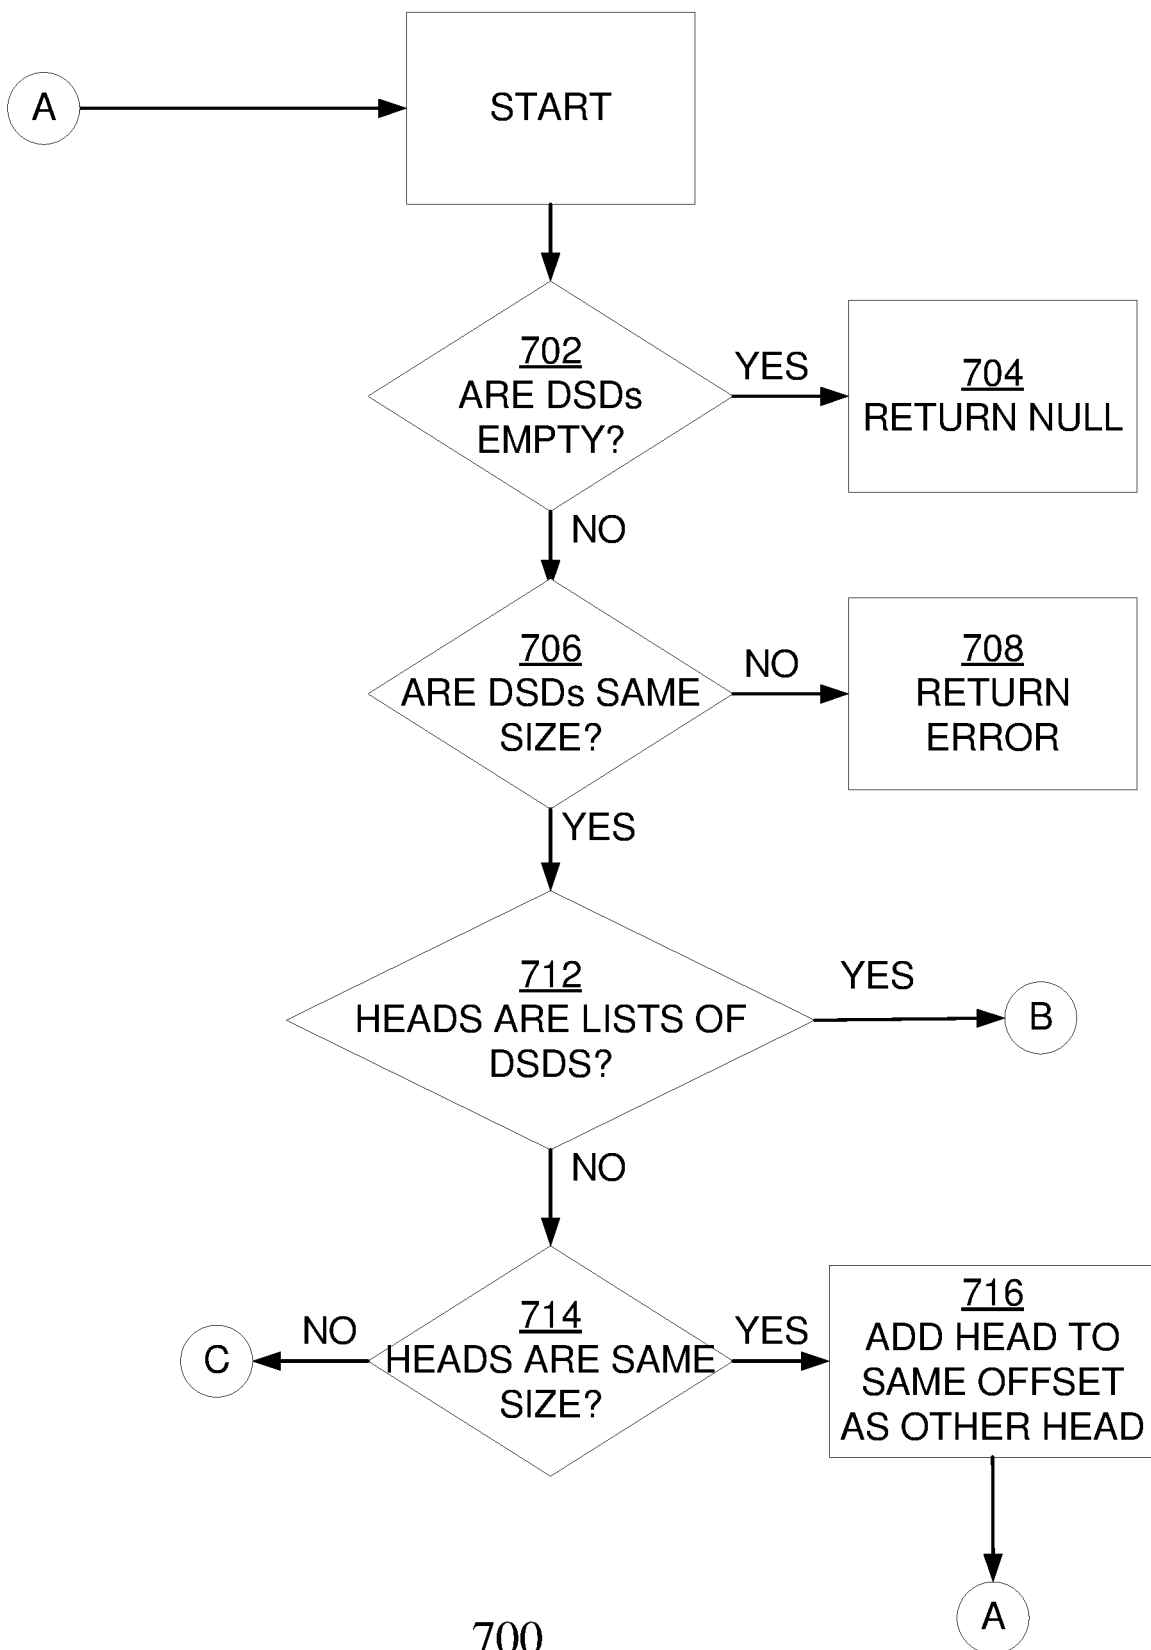 A
START
702
ARE DSDs
EMPTY?
YES
704
RETURN NULL
NO
706
ARE DSDs SAME
SIZE?
NO
708
RETURN
ERROR
YES
712
HEADS ARE LISTS OF
DSDS?
YES
B
NO
C
NO
714
HEADS ARE SAME
SIZE?
YES
716
ADD HEAD TO
SAME OFFSET
AS OTHER HEAD
A
700